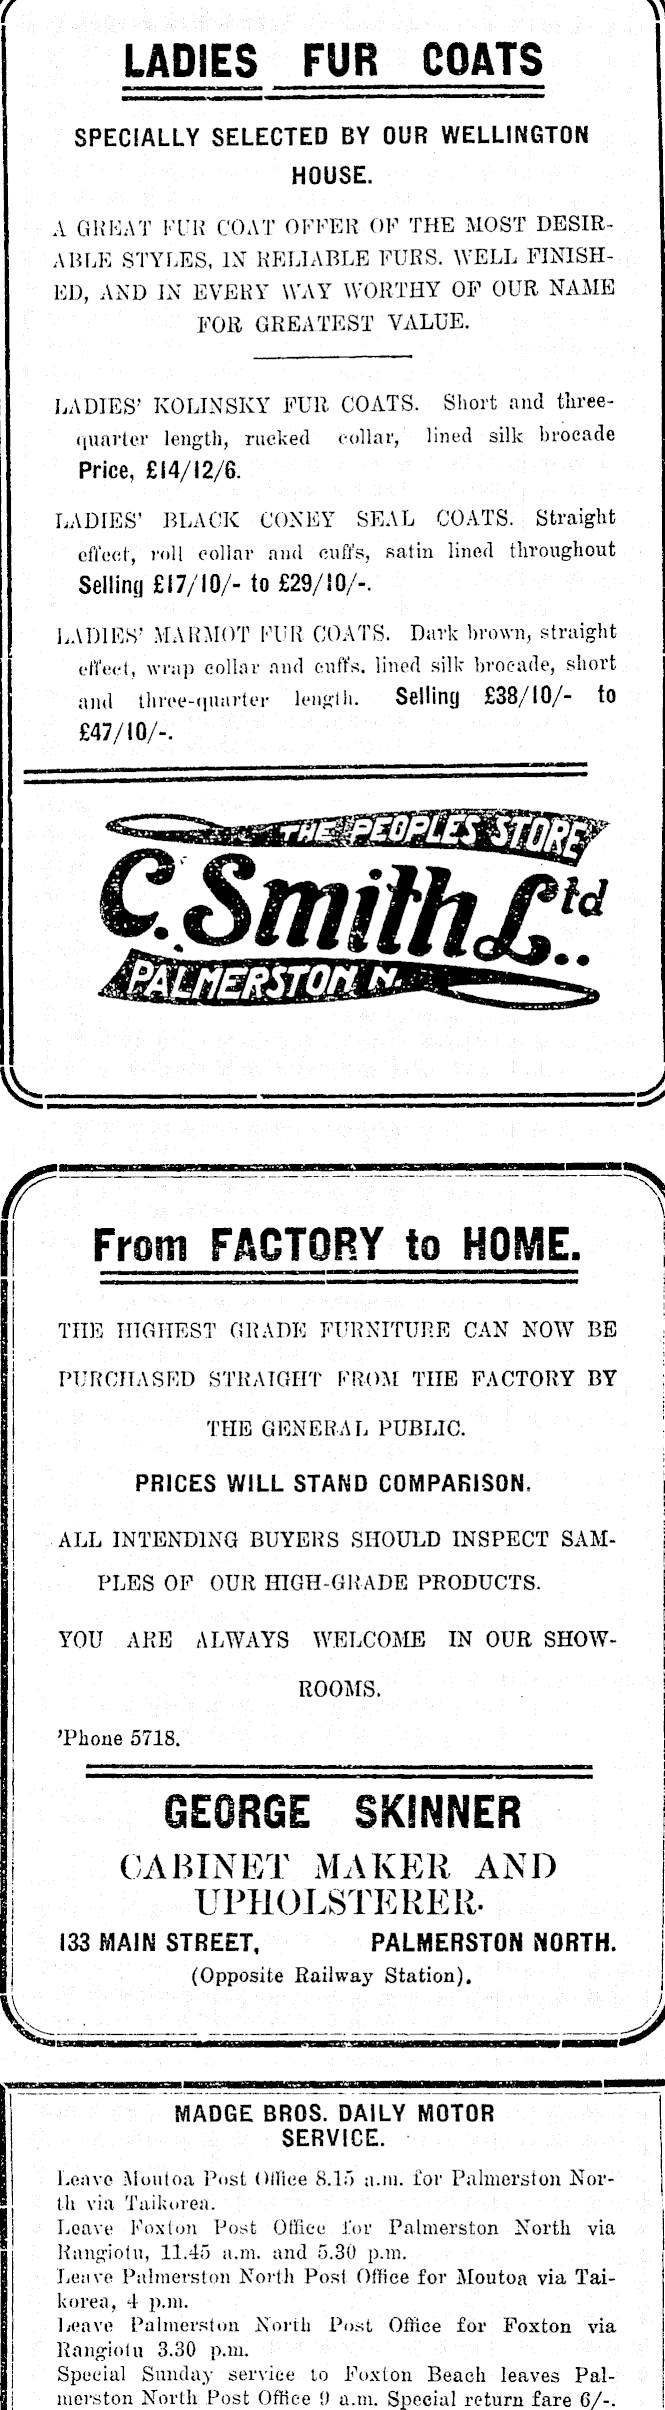 LADIES FUR COATS
SPECIALLY SELECTED BY OUR WELLINGTON
HOUSE.
A GREAT FUR COAT OFFER OF THE MOST DESIR-
ABLE STYLES, IN RELIABLE FURS. WELL FINISH-
ED, AND IN EVERY WAY WORTHY OF OUR NAME
FOR GREATEST VALUE.
LADIES' KOLINSKY FUR COATS. Short and three-
quarter length, rucked collar, lined silk brocade
Price, £14/12/6.
LADIES' BLACK CONEY SEAL COATS. Straight
effect, roll collar and cuffs, satin lined throughout
Selling £17/10/- to £29/10/-.
LADIES' MARMOT FUR COATS. Dark brown, straight
effect, wrap collar and cuffs. lined silk brocade, short
and three-quarter length. Selling £38/10/- to
£47/10/-.
THE PEOPLES STORE
C. Smith Ltd..
PALMERSTON N.
From FACTORY to HOME.
THE HIGHEST GRADE FURNITURE CAN NOW BE
PURCHASED STRAIGHT FROM THE FACTORY BY
THE GENERAL PUBLIC.
PRICES WILL STAND COMPARISON.
ALL INTENDING BUYERS SHOULD INSPECT SAM-
PLES OF OUR HIGH-GRADE PRODUCTS.
YOU ARE ALWAYS WELCOME IN OUR SHOW-
ROOMS.
'Phone 5718.
GEORGE SKINNER
CABINET MAKER AND
UPHOLSTERER.
133 MAIN STREET, PALMERSTON NORTH.
(Opposite Railway Station).
MADGE BROS. DAILY MOTOR
SERVICE.
Leave Moutoa Post Office 8.15 a.m. for Palmerston Nor-
th via Taikorea.
Leave Foxton Post Office for Palmerston North via
Rangiotu, 11.45 a.m. and 5.30 p.m.
Leave Palmerston North Post Office for Moutoa via Tai-
korea, 4 p.m.
Leave Palmerston North Post Office for Foxton via
Rangiotu 3.30 p.m.
Special Sunday service to Foxton Beach leaves Pal-
merston North Post Office 9 a.m. Special return fare 6/-.